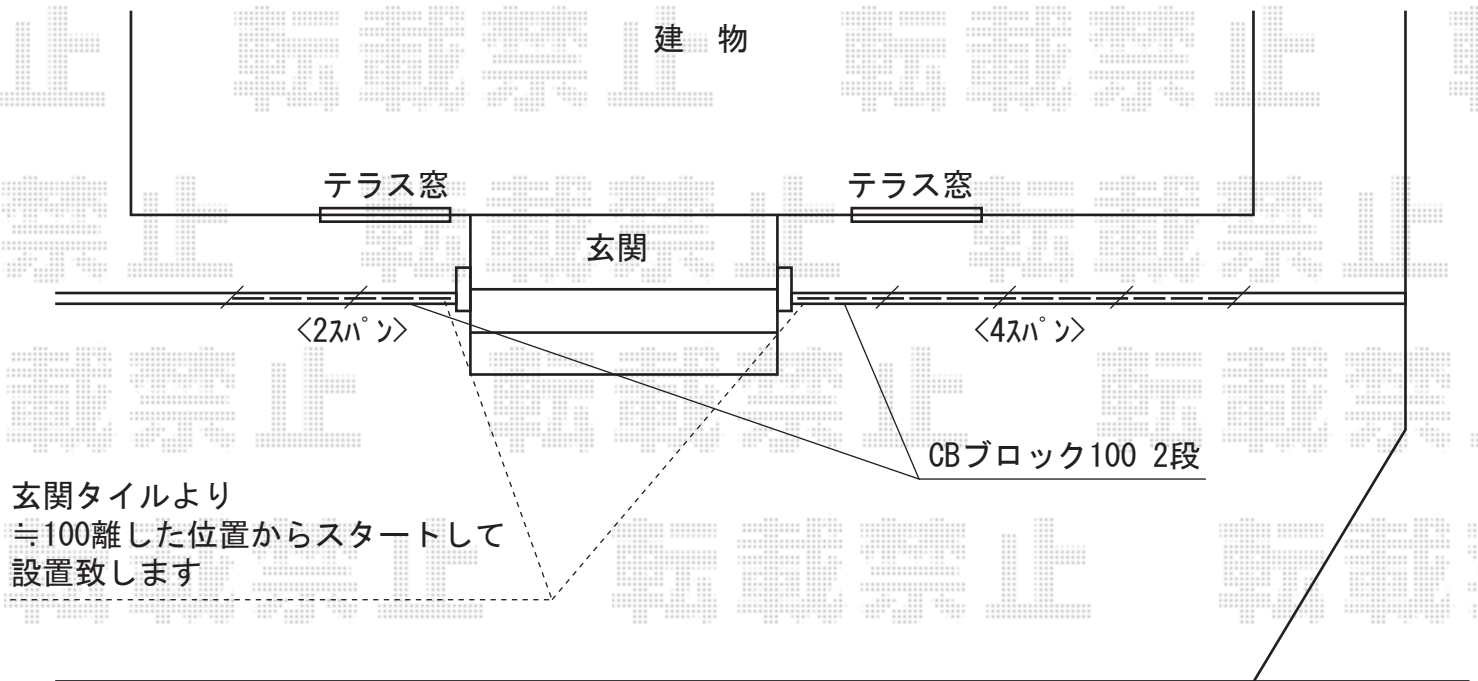 建 物
テラス窓
テラス窓
玄関
<2スパン>
<4スパン>
CBブロック100 2段
玄関タイルより
≒100離した位置からスタートして
設置致します
転載禁止